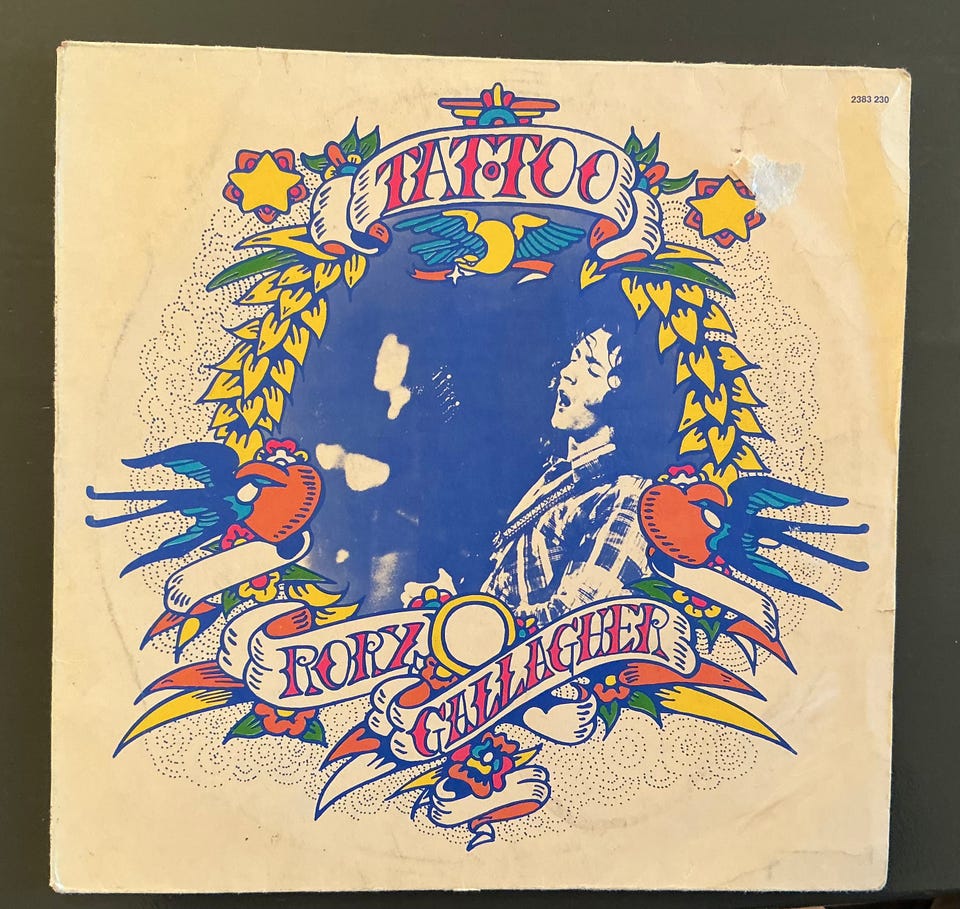 2383 230
TATTOO
RORY
GALLAGHER